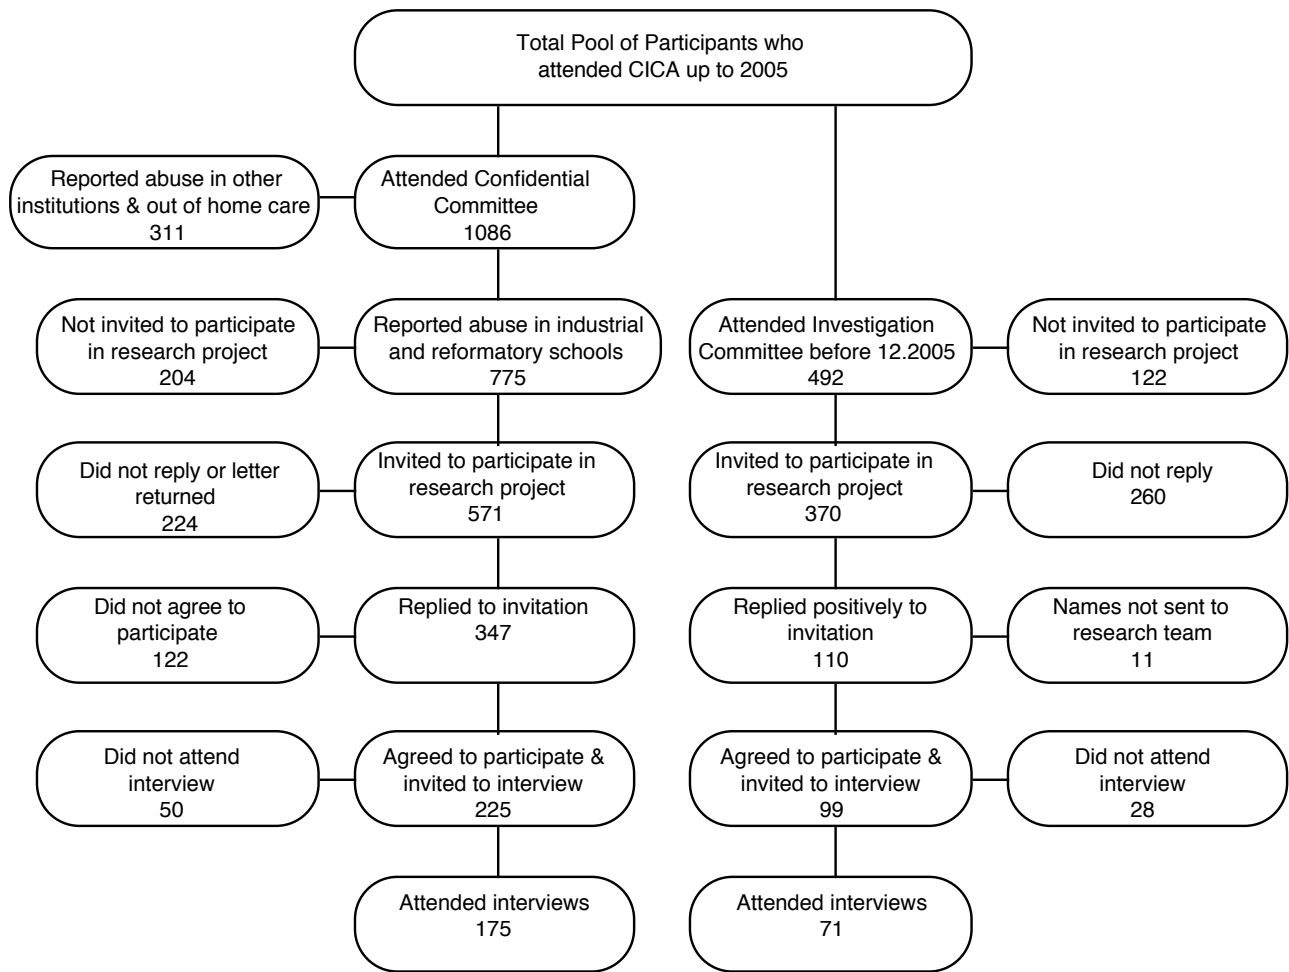 Total Pool of Participants who
attended CICA up to 2005
Reported abuse in other
institutions & out of home care
311
Attended Confidential
Committee
1086
Not invited to participate
in research project
204
Reported abuse in industrial
and reformatory schools
775
Attended Investigation
Committee before 12.2005
492
Not invited to participate
in research project
122
Did not reply or letter
returned
224
Invited to participate in
research project
571
Invited to participate in
research project
370
Did not reply
260
Did not agree to
participate
122
Replied to invitation
347
Replied positively to
invitation
110
Names not sent to
research team
11
Did not attend
interview
50
Agreed to participate &
invited to interview
225
Agreed to participate &
invited to interview
99
Did not attend
interview
28
Attended interviews
175
Attended interviews
71